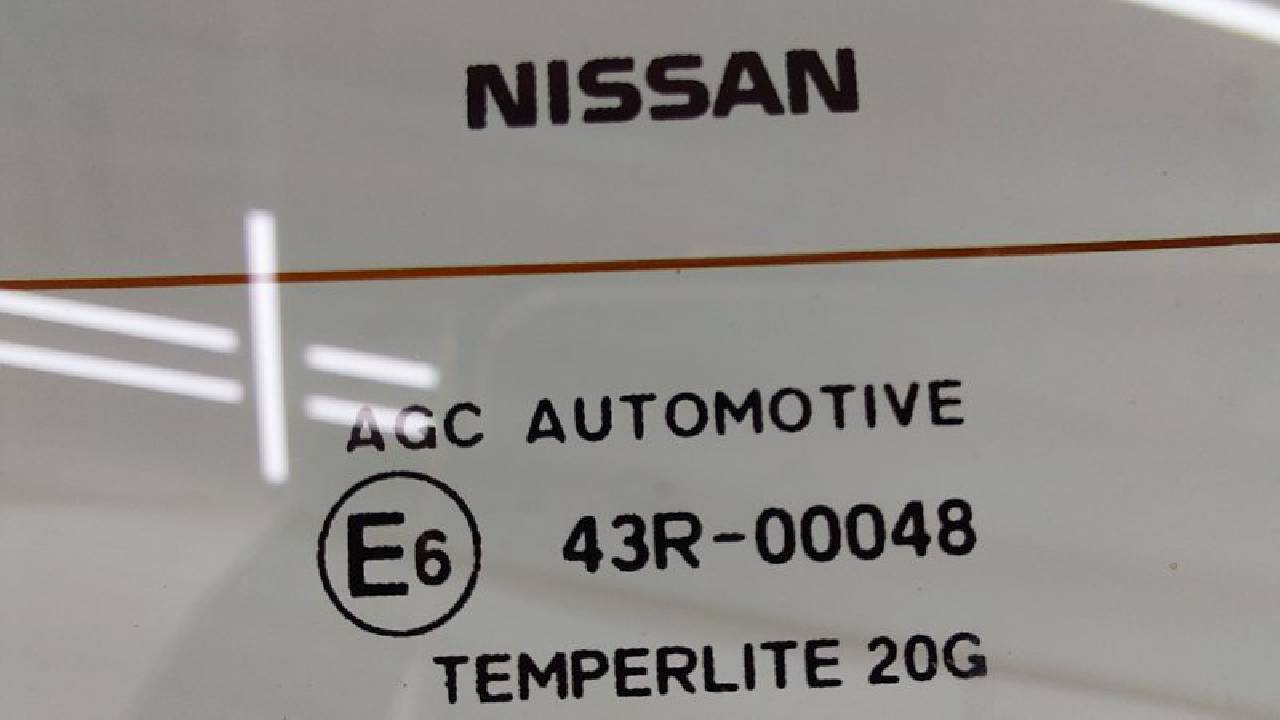 NISSAN
AGC AUTOMOTIVE
E6 43R-00048
TEMPERLITE 20G